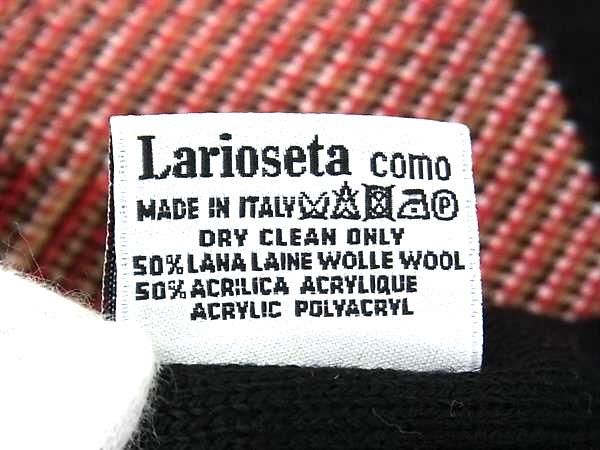 Larioseta como
MADE IN ITALY P
DRY CLEAN ONLY
50% LANA LAINE WOLLE WOOL
50% ACRILICA ACRYLIQUE
ACRYLIC POLYACRYL